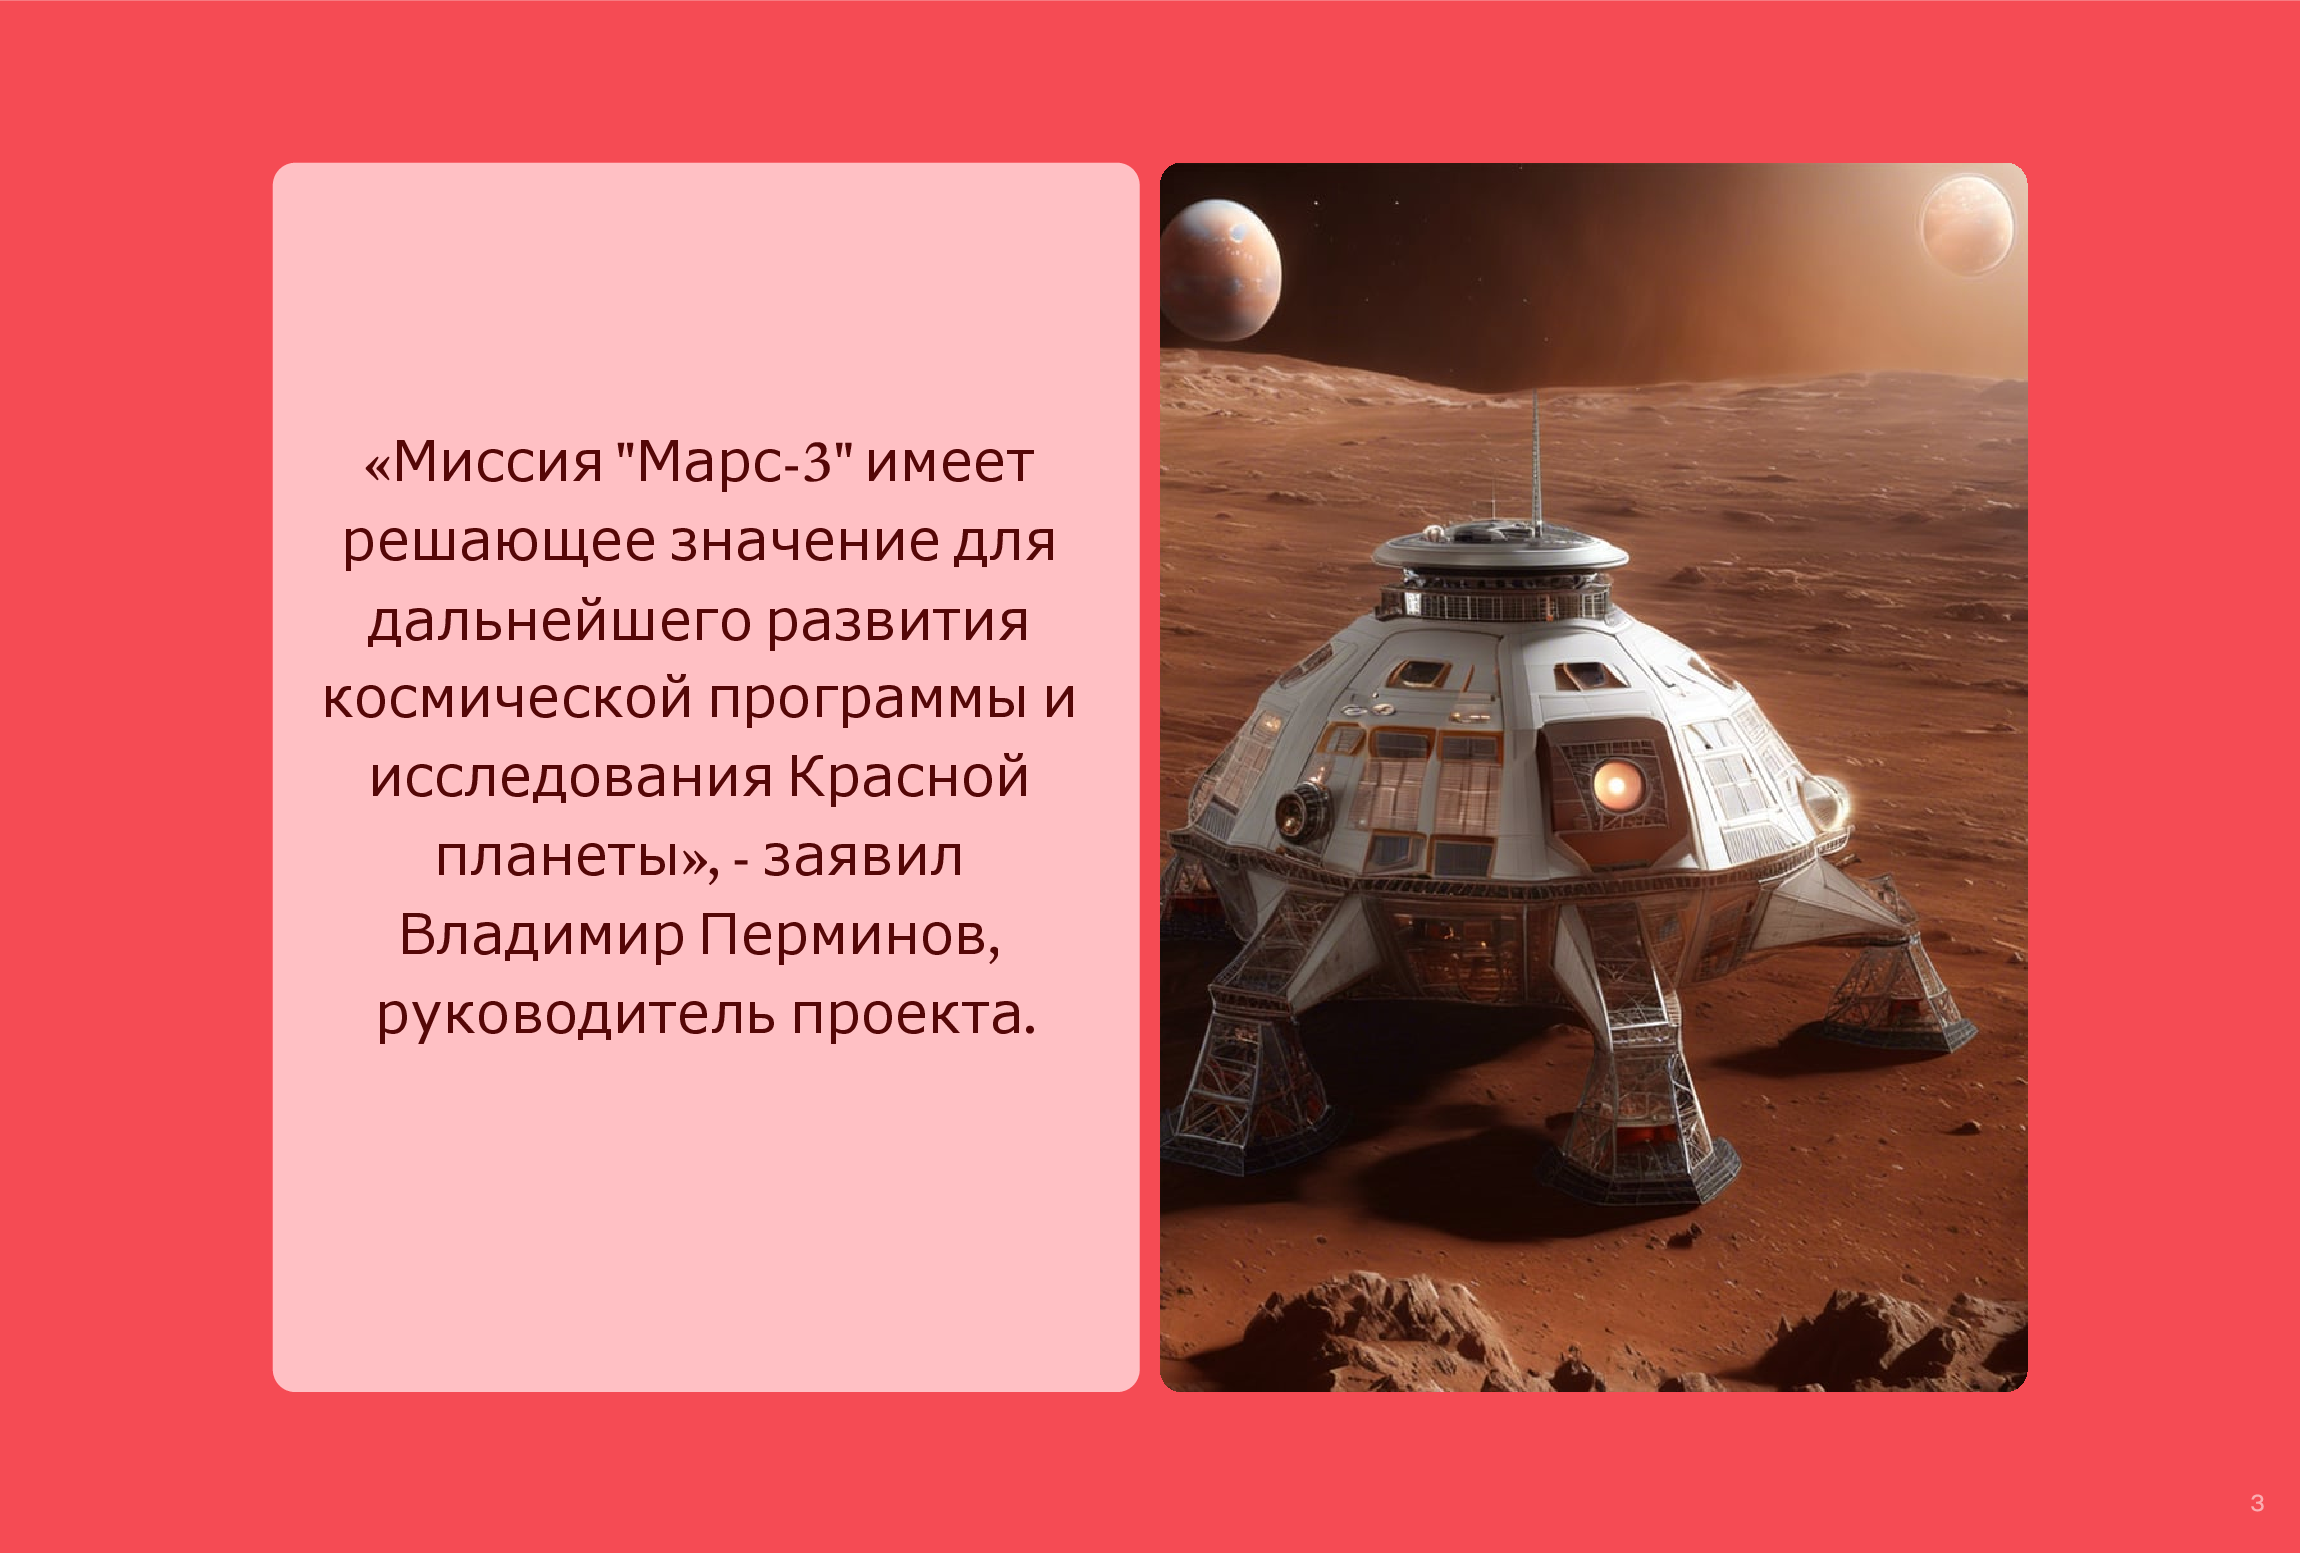 «Миссия "Марс-3" имеет
решающее значение для
дальнейшего развития
космической программы и
исследования Красной
планеты», - заявил
Владимир Перминов,
руководитель проекта.
3